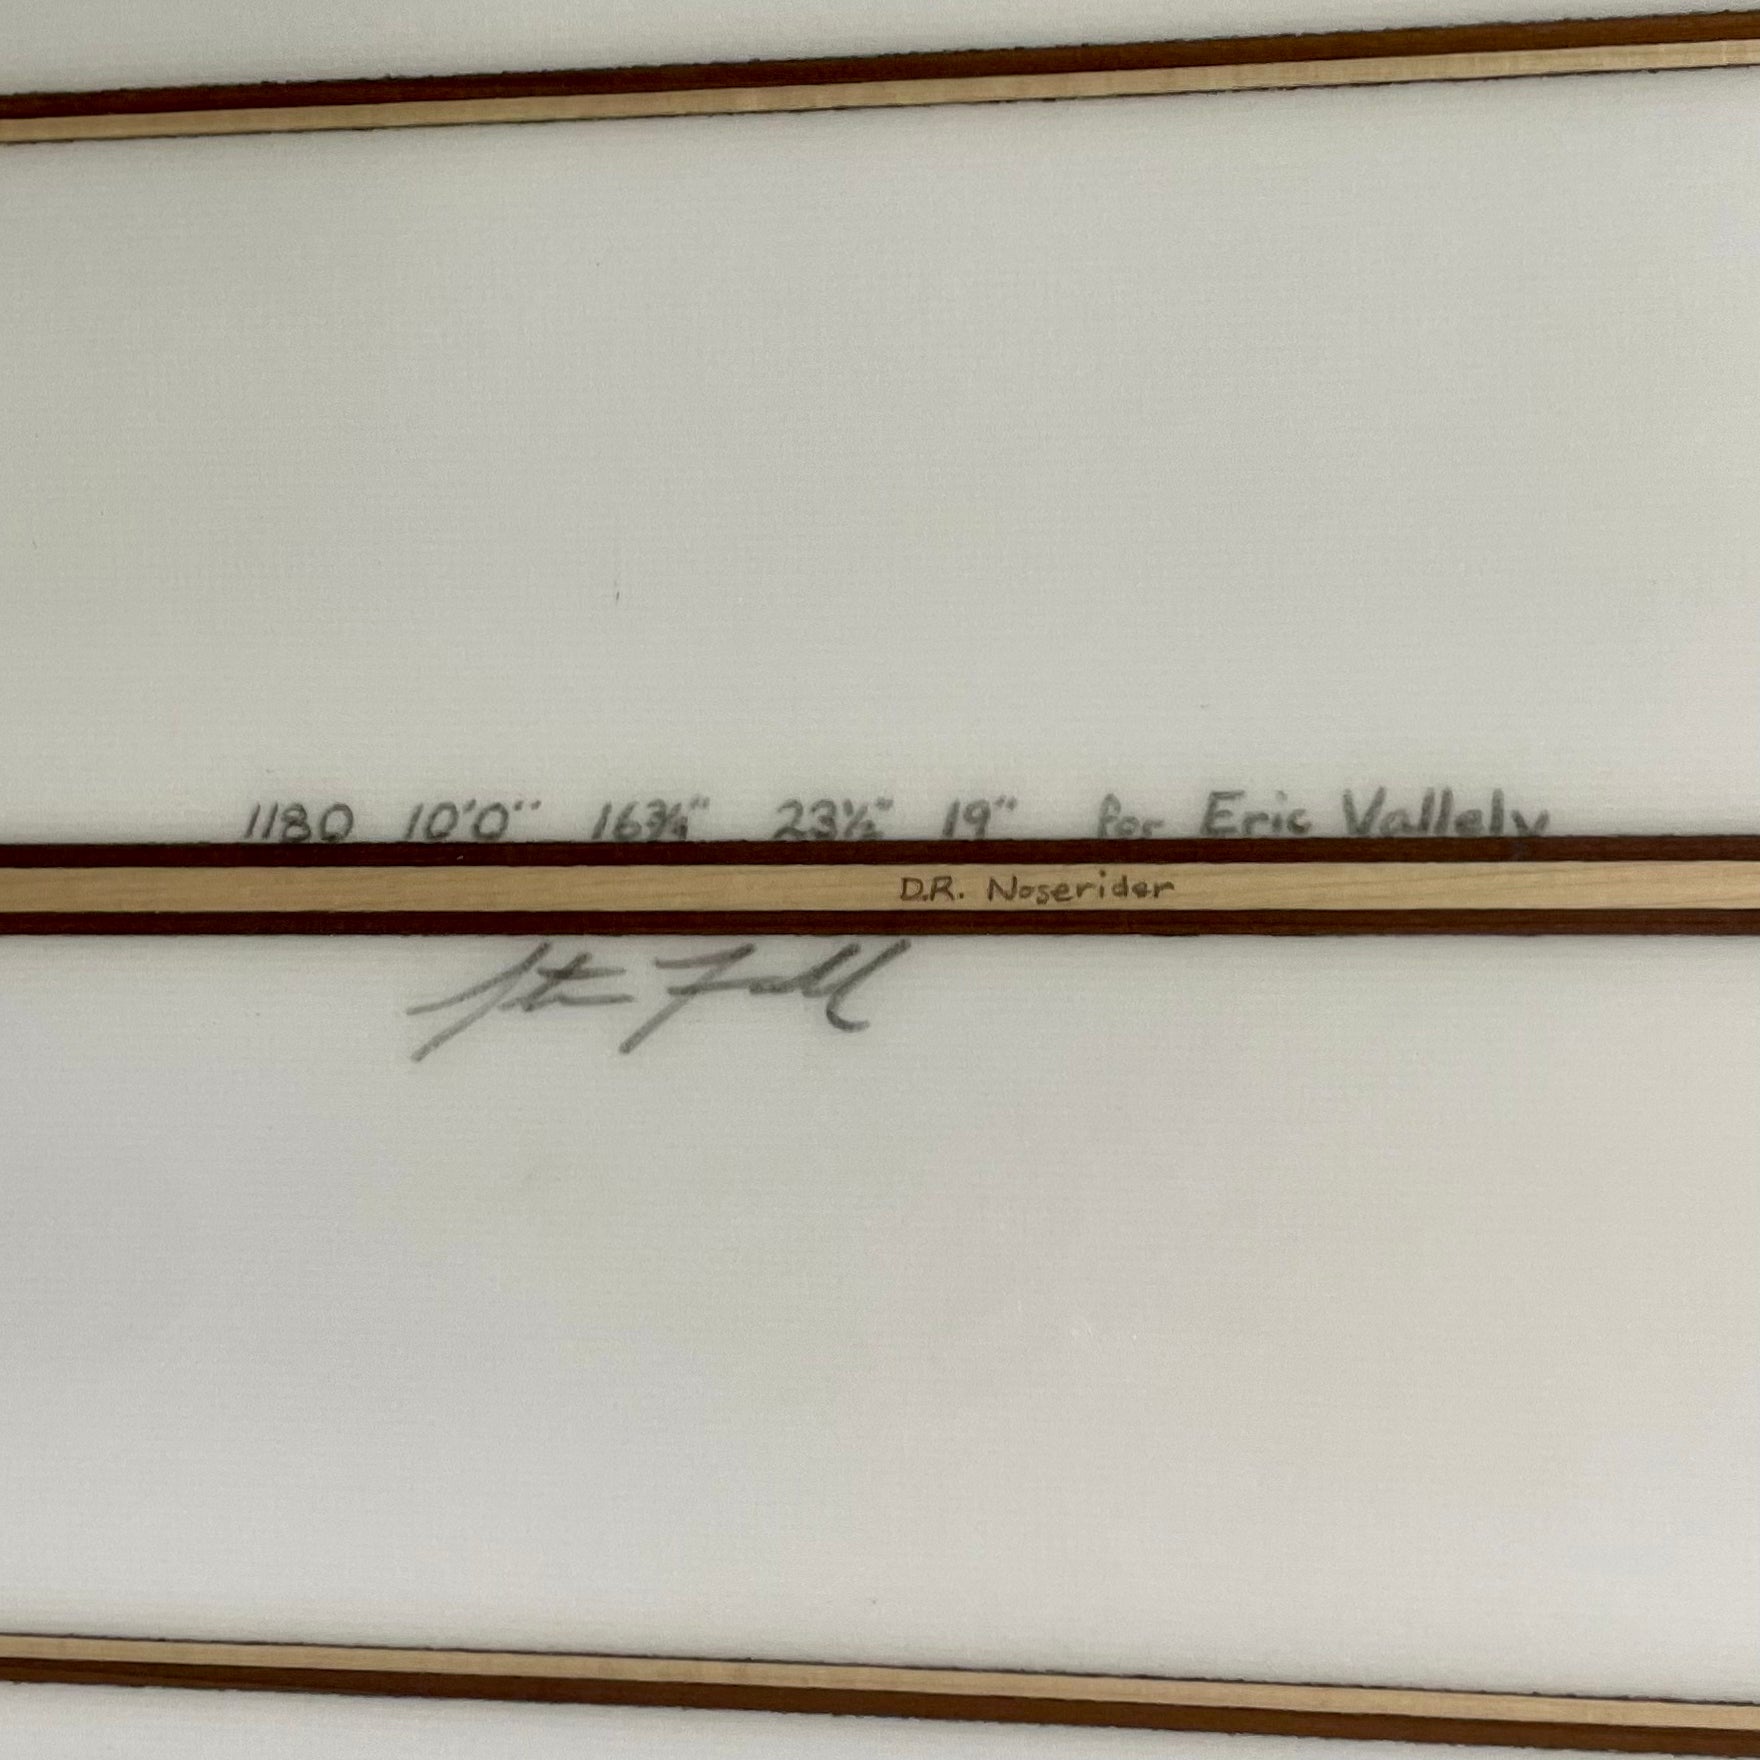 1180 10'0" 16¾" 23½" 19" for Eric Vallely
D.R. Noserider